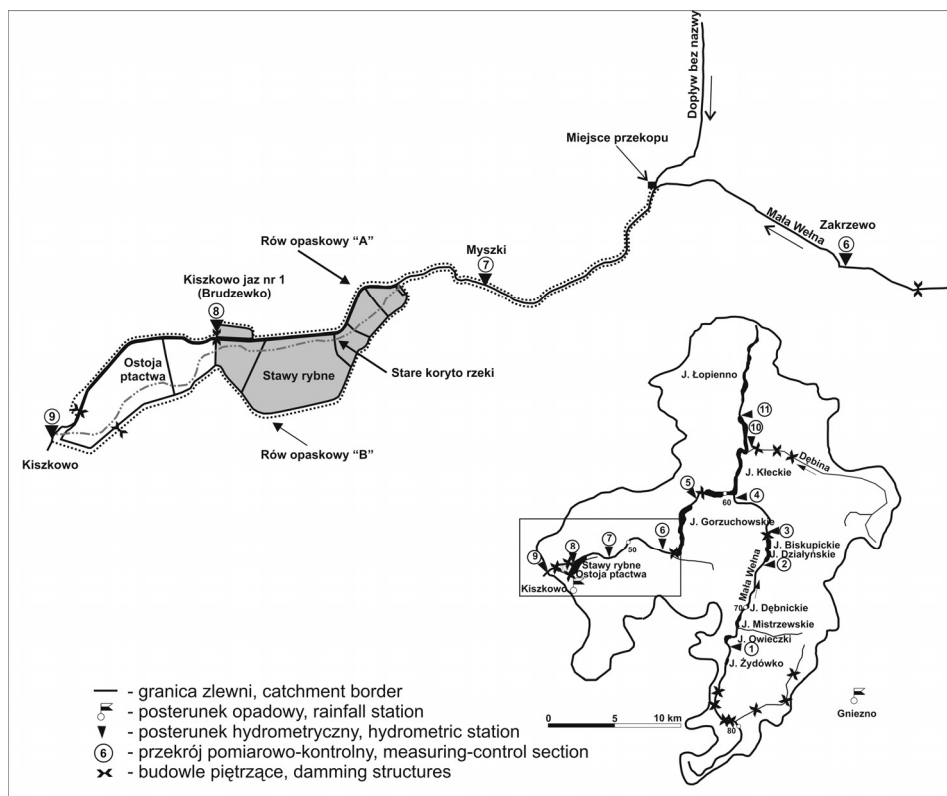 Dopływ bez nazwy
Miejsce przekopu
Mała Wełna
Zakrzewo
6
Rów opaskowy “A”
Myszki
7
Kiszkowo jaz nr 1
(Brudzewko)
8
Ostoja
ptactwa
Stawy rybne
Stare koryto rzeki
9
Kiszkowo
Rów opaskowy “B”
J. Łopienno
11
10
Dębina
J. Kłeckie
5
60
4
J. Gorzuchowskie
3
J. Biskupickie
J. Działyńskie
2
6
7
50
8
9
Stawy rybne
Ostoja ptactwa
Kiszkowo
Mała Wełna
70
J. Dębnickie
J. Mistrzewskie
J. Owieczki
1
J. Żydówko
80
Gniezno
0 5 10 km
- granica zlewni, catchment border
- posterunek opadowy, rainfall station
- posterunek hydrometryczny, hydrometric station
6 - przekrój pomiarowo-kontrolny, measuring-control section
- budowle piętrzące, damming structures